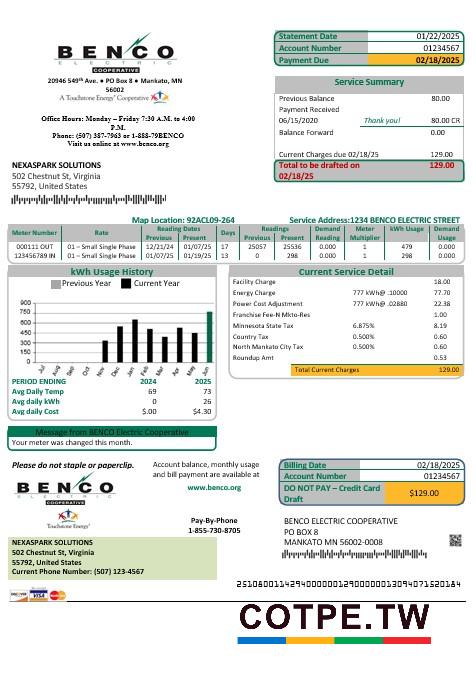 BENCO
ELECTRIC
COOPERATIVE
20946 549th Ave. • PO Box 8 • Mankato, MN
56002
A Touchstone Energy® Cooperative
Office Hours: Monday – Friday 7:30 A.M. to 4:00
P.M.
Phone: (507) 387-7963 or 1-888-79BENCO
Visit us online at www.benco.org
Statement Date 01/22/2025
Account Number 01234567
Payment Due 02/18/2025
Service Summary
Previous Balance 80.00
Payment Received
06/15/2020 Thank you! 80.00 CR
Balance Forward 0.00
Current Charges due 02/18/25 129.00
Total to be drafted on 129.00
02/18/25
NEXASPARK SOLUTIONS
502 Chestnut St, Virginia
55792, United States
Map Location: 92ACL09-264 Service Address:1234 BENCO ELECTRIC STREET
Meter Number Rate Reading Dates Previous Present Days Readings Previous Present Demand Reading Meter Multiplier kWh Usage Demand Usage
000111 OUT 01 – Small Single Phase 12/21/24 01/07/25 17 25057 25536 0.000 1 479 0.000
123456789 IN 01 – Small Single Phase 01/07/25 01/19/25 13 0 298 0.000 1 298 0.000
kWh Usage History
Previous Year Current Year
900
750
600
450
300
150
0
Jul Aug Sep Oct Nov Dec Jan Feb Mar Apr May Jun
PERIOD ENDING 2024 2025
Avg Daily Temp 69 73
Avg daily kWh 0 26
Avg daily Cost $.00 $4.30
Current Service Detail
Facility Charge 18.00
Energy Charge 777 kWh@ .10000 77.70
Power Cost Adjustment 777 kWh@ .02880 22.38
Franchise Fee-N Mkto-Res 1.00
Minnesota State Tax 6.875% 8.19
Country Tax 0.500% 0.60
North Mankato City Tax 0.500% 0.60
Roundup Amt 0.53
Total Current Charges 129.00
Message from BENCO Electric Cooperative
Your meter was changed this month.
Please do not staple or paperclip.
BENCO
ELECTRIC
COOPERATIVE
Touchstone Energy®
Account balance, monthly usage
and bill payment are available at
www.benco.org
Pay-By-Phone
1-855-730-8705
Billing Date 02/18/2025
Account Number 01234567
DO NOT PAY – Credit Card
Draft
$129.00
NEXASPARK SOLUTIONS
502 Chestnut St, Virginia
55792, United States
Current Phone Number: (507) 123-4567
BENCO ELECTRIC COOPERATIVE
PO BOX 8
MANKATO MN 56002-0008
VISA
COTPE.TW